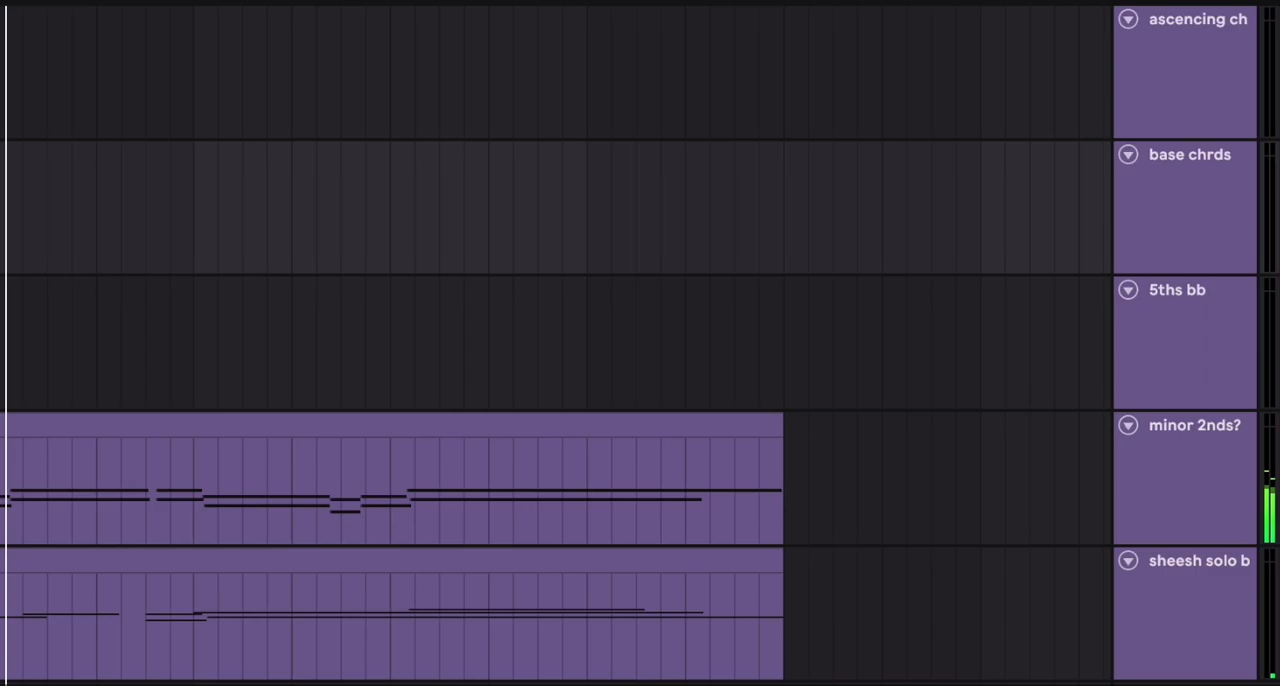 ascencing ch
base chrds
5ths bb
minor 2nds?
sheesh solo b